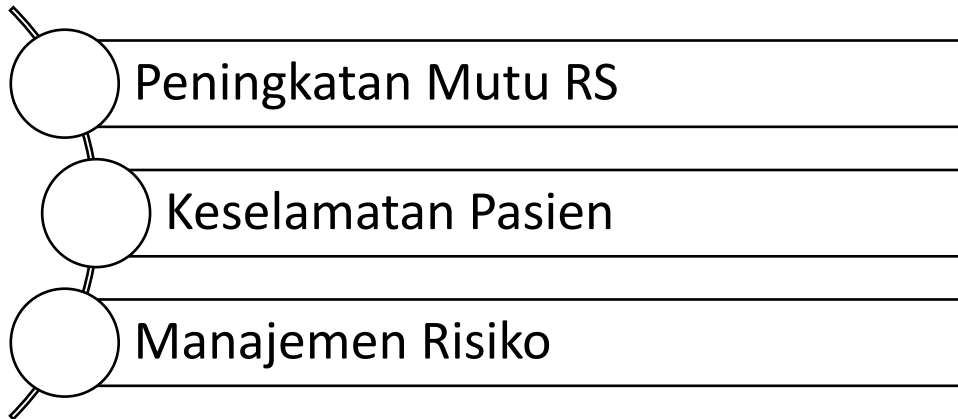 Peningkatan Mutu RS
Keselamatan Pasien
Manajemen Risiko